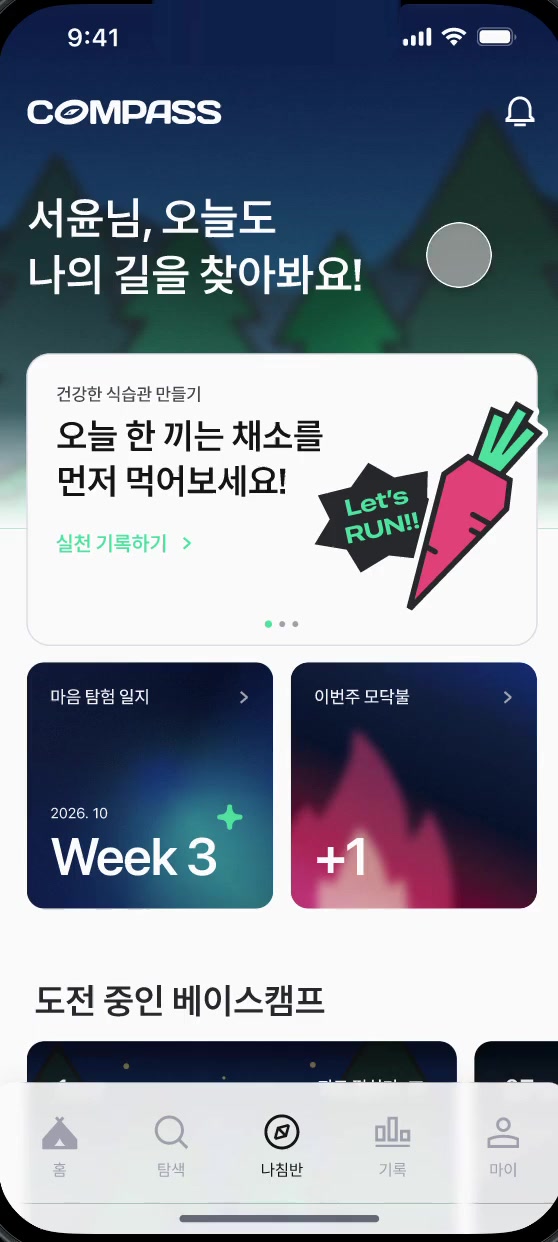 9:41
COMPASS
서윤님, 오늘도
나의 길을 찾아봐요!
건강한 식습관 만들기
오늘 한 끼는 채소를
먼저 먹어보세요!
Let's
RUN!!
실천 기록하기
마음 탐험 일지
이번주 모닥불
2026. 10
Week 3
+1
도전 중인 베이스캠프
홈
탐색
나침반
기록
마이